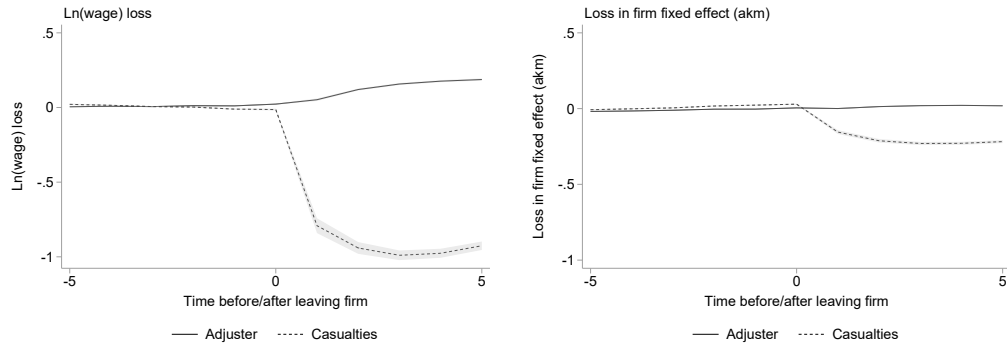 Ln(wage) loss
Ln(wage) loss
.5
0
-.5
-1
-5
0
5
Time before/after leaving firm
Adjuster
Casualties
Loss in firm fixed effect (akm)
Loss in firm fixed effect (akm)
.5
0
-.5
-1
-5
0
5
Time before/after leaving firm
Adjuster
Casualties